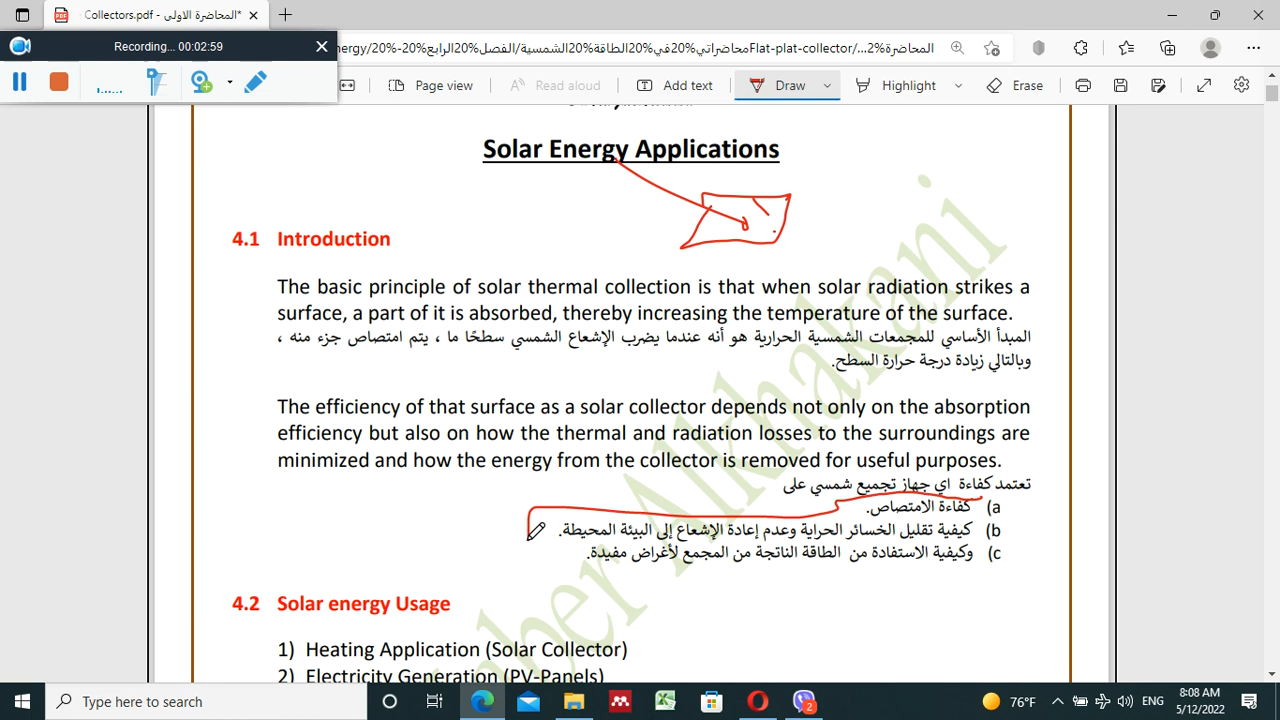 Collectors.pdf - المحاضرة الاولى*
Recording... 00:02:59
Flat-plat-collector/...المحاضرة%2
Page view
Read aloud
Add text
Draw
Highlight
Erase
Solar Energy Applications
4.1 Introduction
The basic principle of solar thermal collection is that when solar radiation strikes a
surface, a part of it is absorbed, thereby increasing the temperature of the surface.
المبدأ الأساسي للمجمعات الشمسية الحرارية هو أنه عندما يضرب الإشعاع الشمسي سطحًا ما ، يتم امتصاص جزء منه ،
وبالتالي زيادة درجة حرارة السطح.
The efficiency of that surface as a solar collector depends not only on the absorption
efficiency but also on how the thermal and radiation losses to the surroundings are
minimized and how the energy from the collector is removed for useful purposes.
تعتمد كفاءة اي جهاز تجميع شمسي على
a) كفاءة الامتصاص.
b) كيفية تقليل الخسائر الحراية وعدم إعادة الإشعاع إلى البيئة المحيطة.
c) وكيفية الاستفادة من الطاقة الناتجة من المجمع لأغراض مفيدة.
4.2 Solar energy Usage
1) Heating Application (Solar Collector)
2) Electricity Generation (PV-Panels)
Type here to search
2
76°F
ENG
8:08 AM
5/12/2022